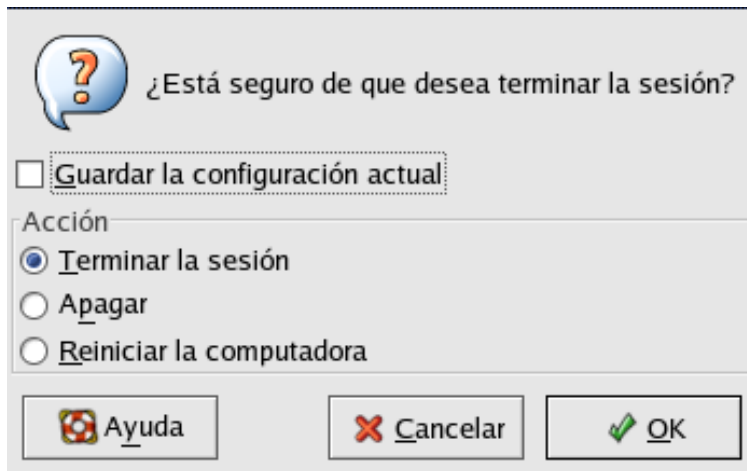 ¿Está seguro de que desea terminar la sesión?
Guardar la configuración actual
Acción
Terminar la sesión
Apagar
Reiniciar la computadora
Ayuda
Cancelar
OK